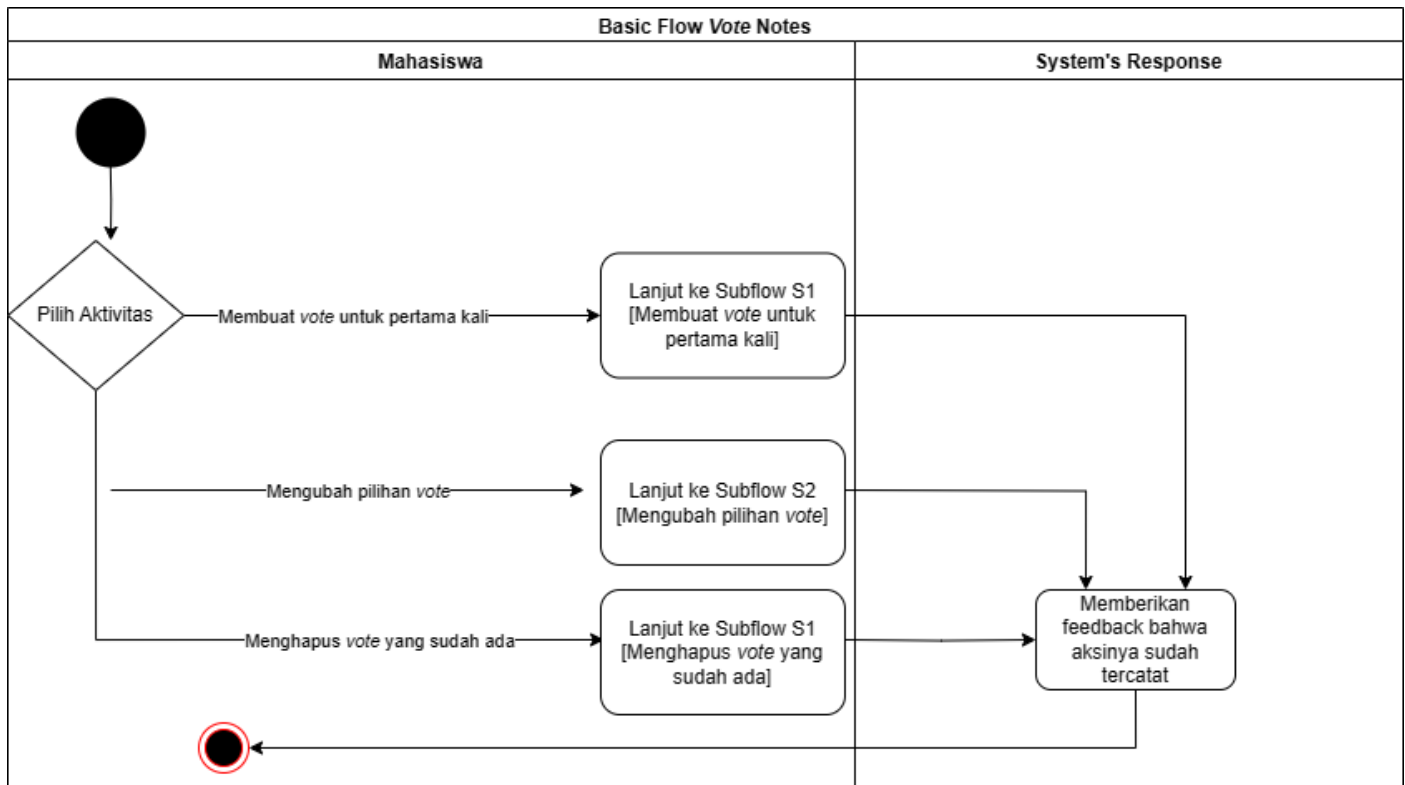 Basic Flow Vote Notes
Mahasiswa
System's Response
Pilih Aktivitas
Membuat vote untuk pertama kali
Lanjut ke Subflow S1
[Membuat vote untuk
pertama kali]
Mengubah pilihan vote
Lanjut ke Subflow S2
[Mengubah pilihan vote]
Menghapus vote yang sudah ada
Lanjut ke Subflow S1
[Menghapus vote yang
sudah ada]
Memberikan
feedback bahwa
aksinya sudah
tercatat